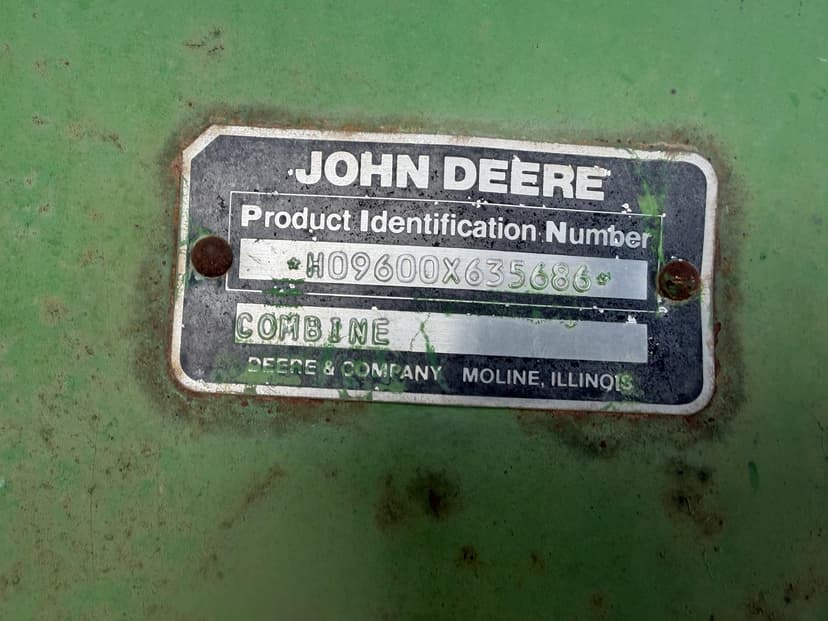 JOHN DEERE
Product Identification Number
*H09600X635686*
COMBINE
DEERE & COMPANY MOLINE, ILLINOIS